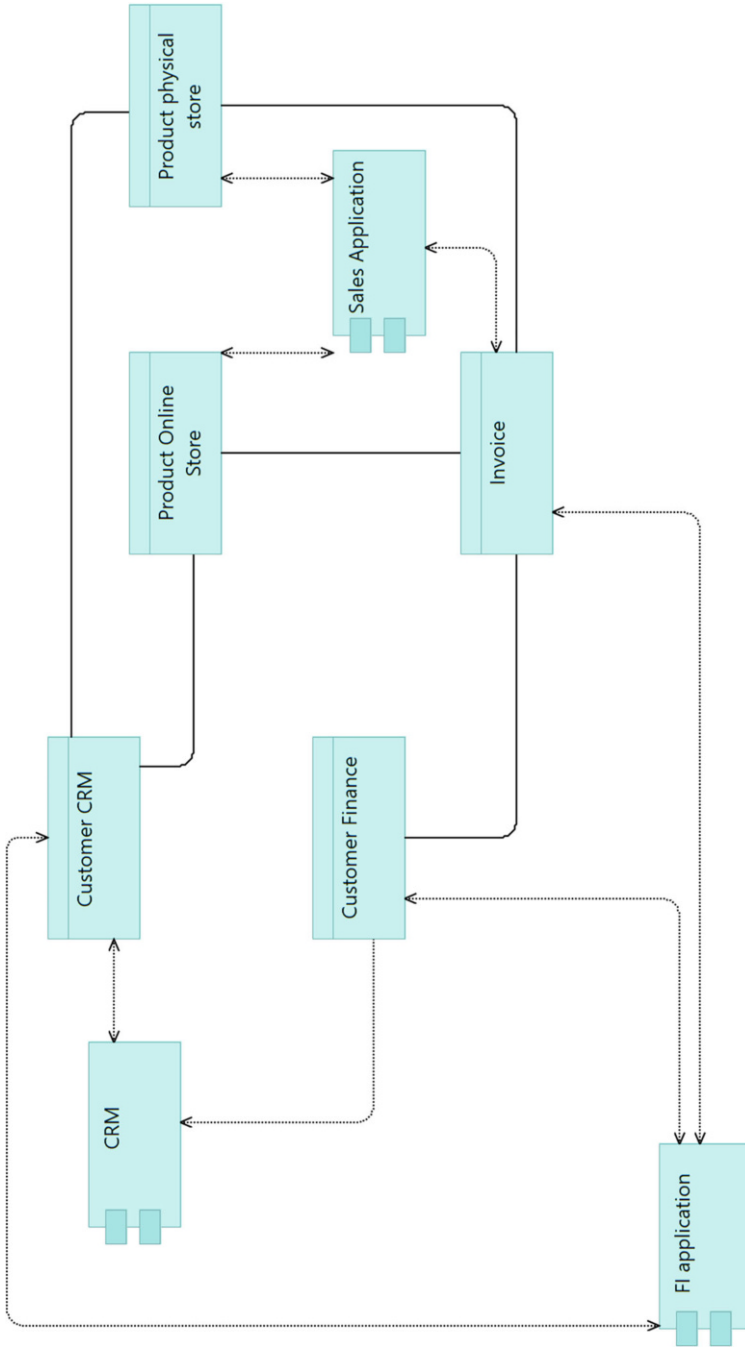 CRM
Customer CRM
Product Online
Store
Product physical
store
Customer Finance
Sales Application
Invoice
FI application